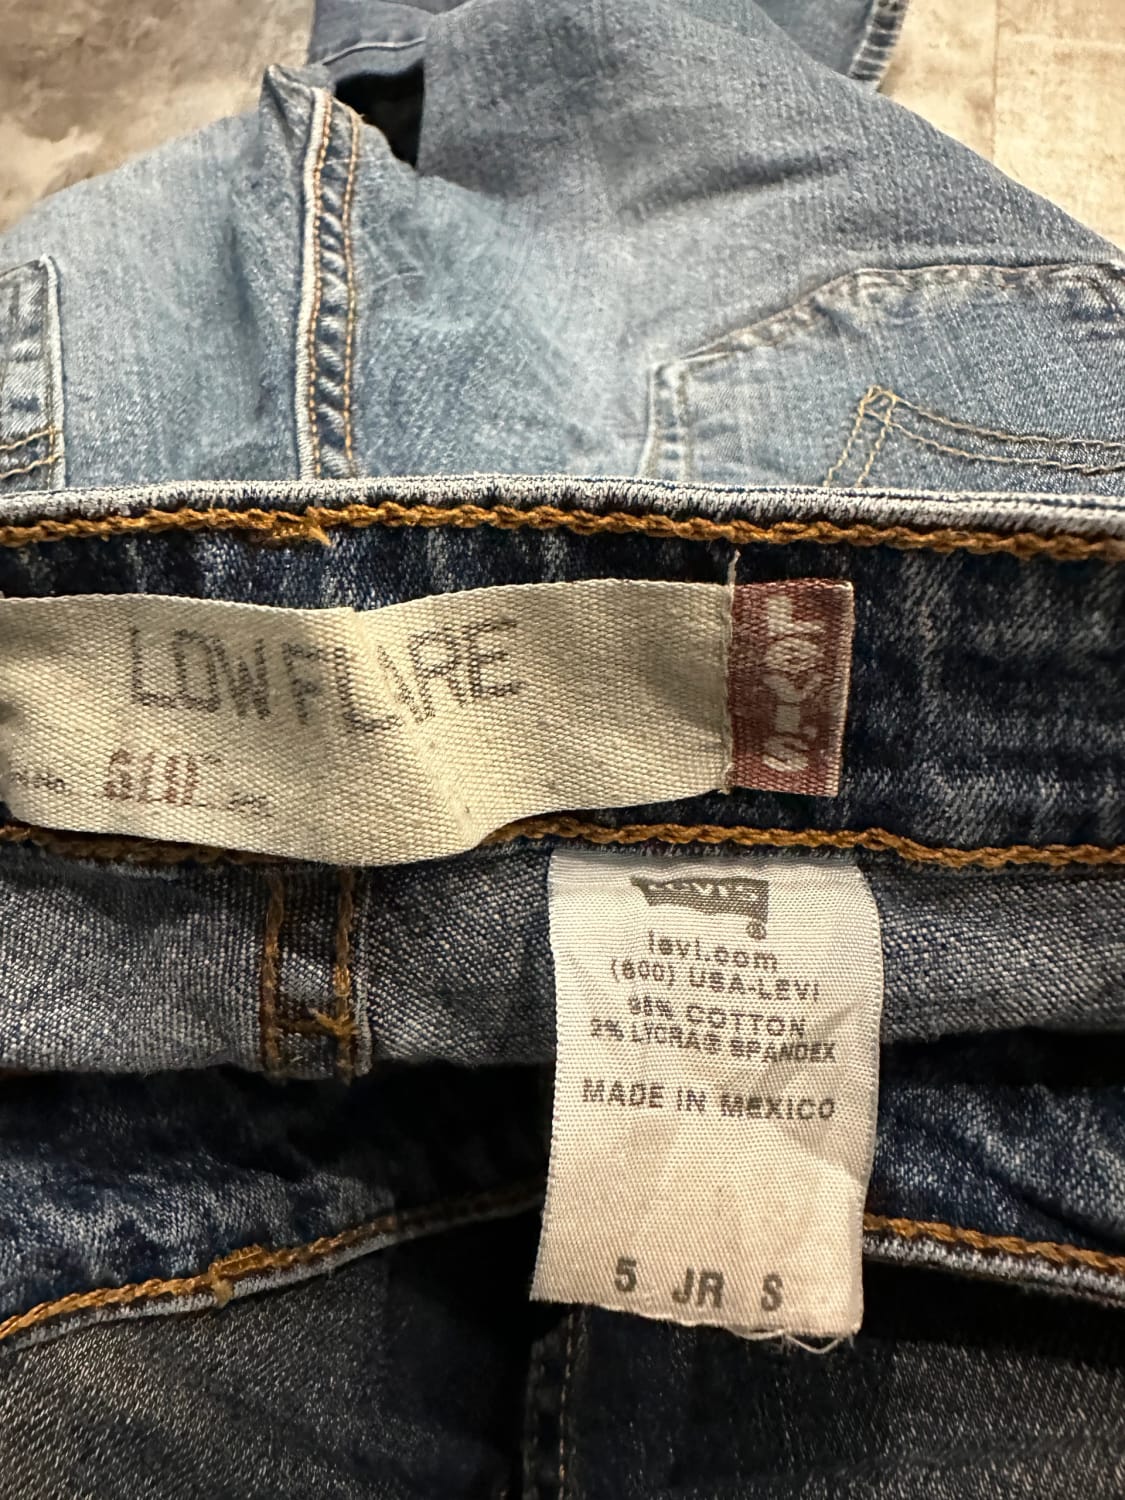 LOW FLARE
LEVI'S
LEVI'S
®
levi.com
(800) USA-LEVI
98% COTTON
2% LYCRA® SPANDEX
MADE IN MEXICO
5 JR S